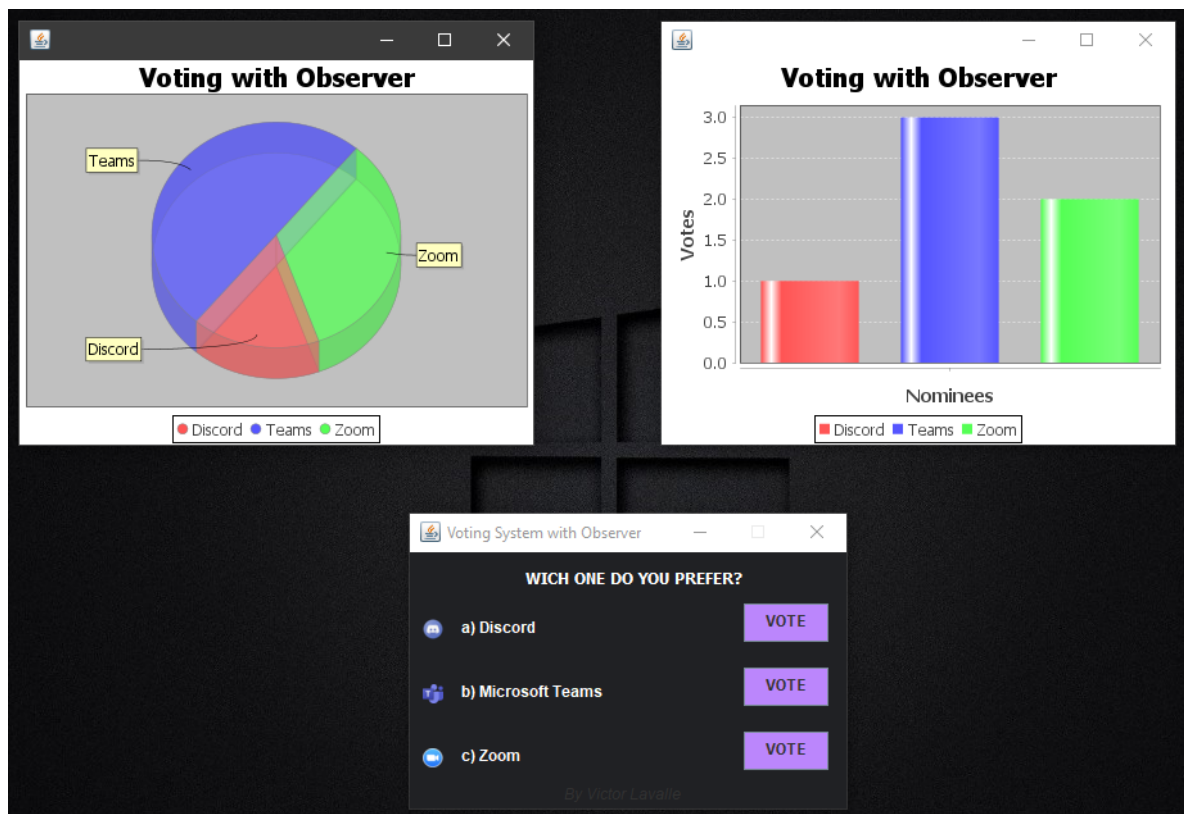 Voting with Observer
Teams
Zoom
Discord
Discord Teams Zoom
Voting with Observer
3.0
2.5
2.0
1.5
1.0
0.5
0.0
Votes
Nominees
Discord Teams Zoom
Voting System with Observer
WICH ONE DO YOU PREFER?
a) Discord VOTE
b) Microsoft Teams VOTE
c) Zoom VOTE
By Victor Lavalle